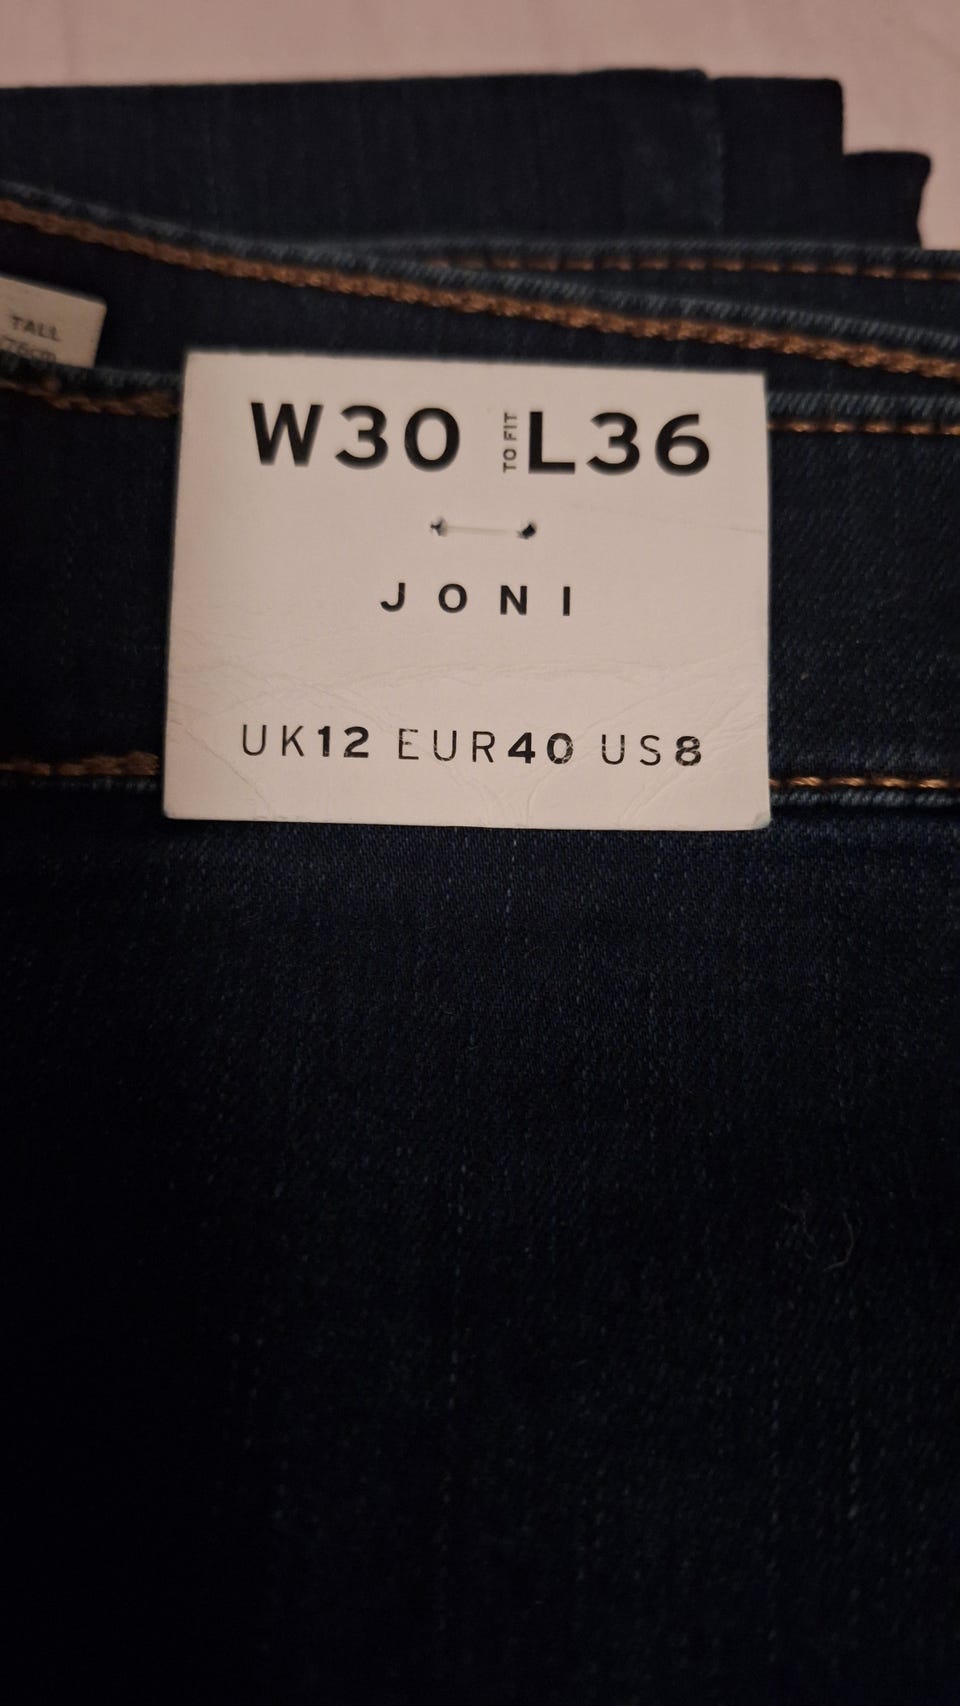 TALL
W30 TO FIT L36
JONI
UK12 EUR40 US8